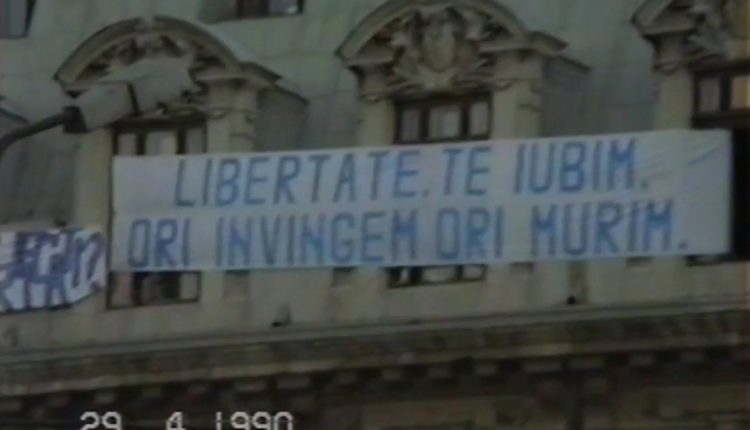 LIBERTATE. TE IUBIM.
ORI INVINGEM ORI MURIM.
29. 4. 1990